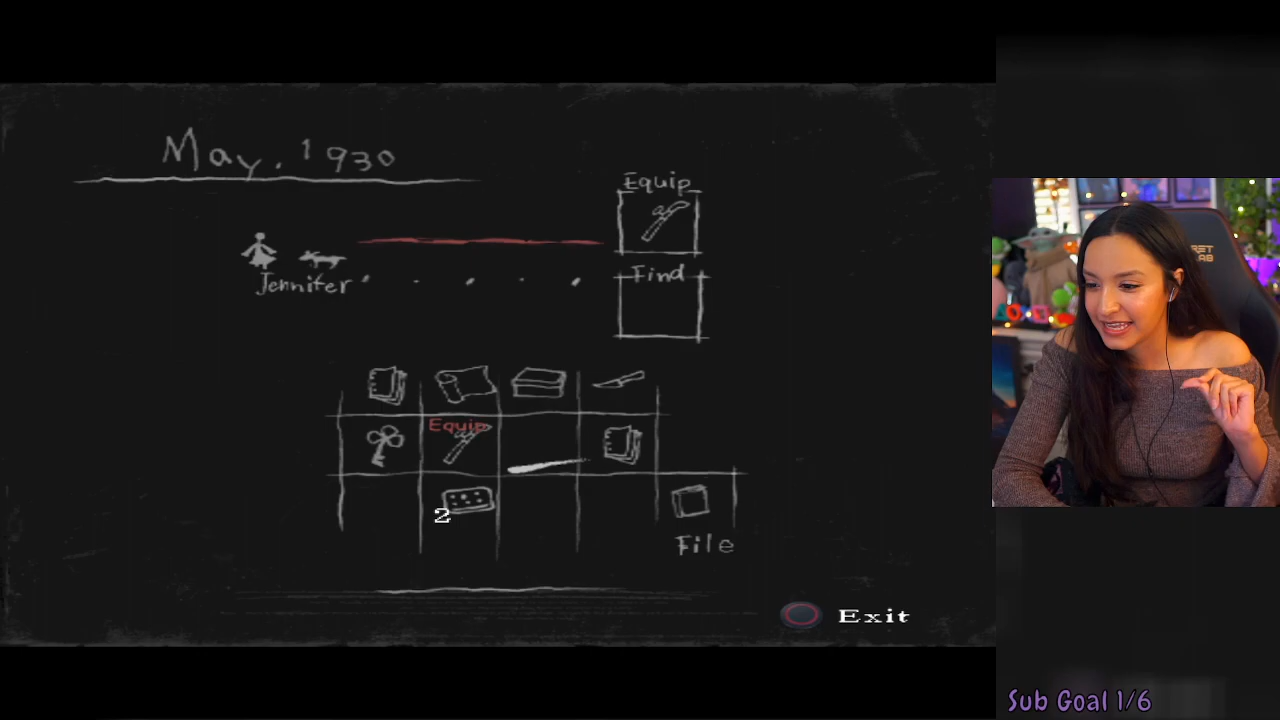 May. 1930
Equip
Find
Jennifer
Equip
2
File
Exit
Sub Goal 1/6